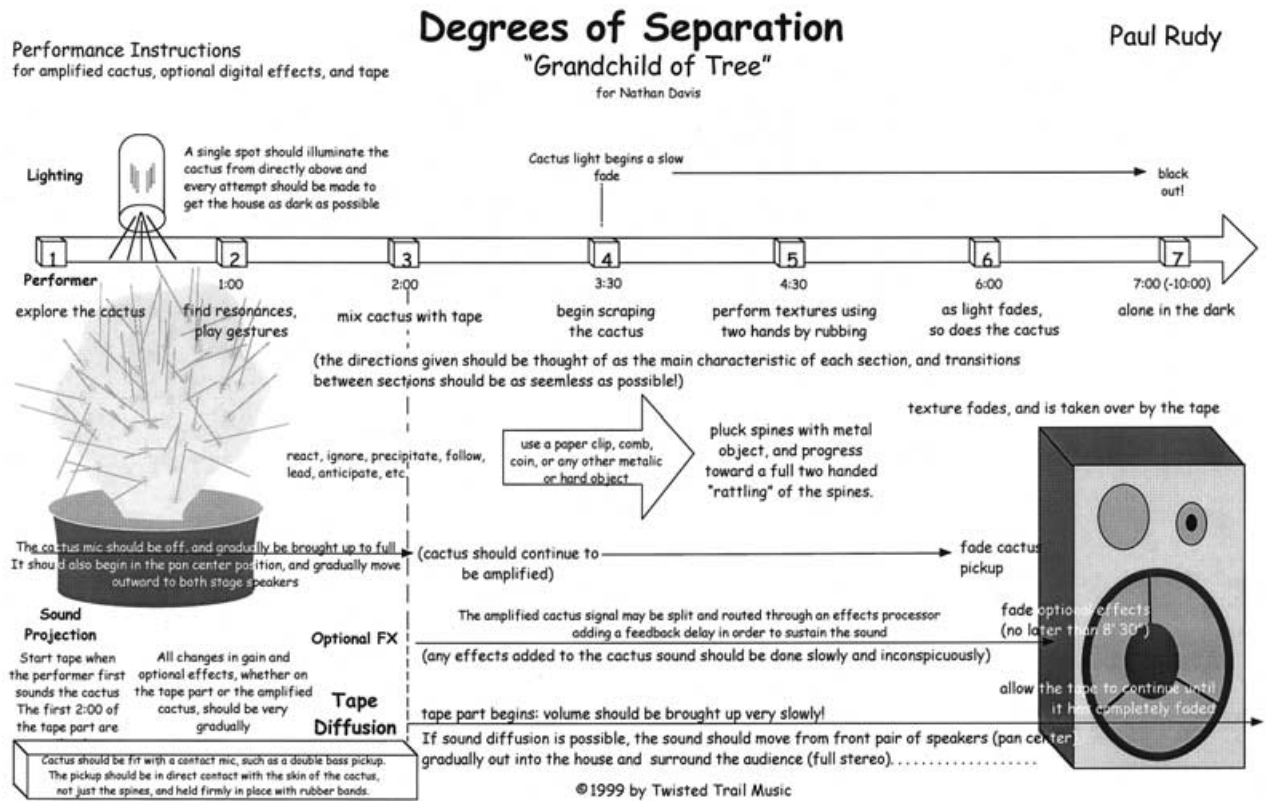 Degrees of Separation
"Grandchild of Tree"
for Nathan Davis
Paul Rudy
Performance Instructions
for amplified cactus, optional digital effects, and tape
Lighting
A single spot should illuminate the
cactus from directly above and
every attempt should be made to
get the house as dark as possible
Cactus light begins a slow
fade
black
out!
1
2
3
4
5
6
7
Performer
1:00
2:00
3:30
4:30
6:00
7:00 (-10:00)
explore the cactus
find resonances,
play gestures
mix cactus with tape
begin scraping
the cactus
perform textures using
two hands by rubbing
as light fades,
so does the cactus
alone in the dark
(the directions given should be thought of as the main characteristic of each section, and transitions
between sections should be as seemless as possible!)
texture fades, and is taken over by the tape
react, ignore, precipitate, follow,
lead, anticipate, etc
use a paper clip, comb,
coin, or any other metalic
or hard object
pluck spines with metal
object, and progress
toward a full two handed
"rattling" of the spines.
The cactus mic should be off, and gradually be brought up to full
It should also begin in the pan center position, and gradually move
outward to both stage speakers
(cactus should continue to
be amplified)
fade cactus
pickup
Sound
Projection
Start tape when
the performer first
sounds the cactus
The first 2:00 of
the tape part are
All changes in gain and
optional effects, whether on
the tape part or the amplified
cactus, should be very
gradually
Optional FX
The amplified cactus signal may be split and routed through an effects processor
adding a feedback delay in order to sustain the sound
(any effects added to the cactus sound should be done slowly and inconspicuously)
fade optional effects
(no later than 8' 30")
Tape
Diffusion
allow the tape to continue until
it has completely faded
tape part begins: volume should be brought up very slowly!
If sound diffusion is possible, the sound should move from front pair of speakers (pan center)
gradually out into the house and surround the audience (full stereo)..................
Cactus should be fit with a contact mic, such as a double bass pickup.
The pickup should be in direct contact with the skin of the cactus,
not just the spines, and held firmly in place with rubber bands.
©1999 by Twisted Trail Music